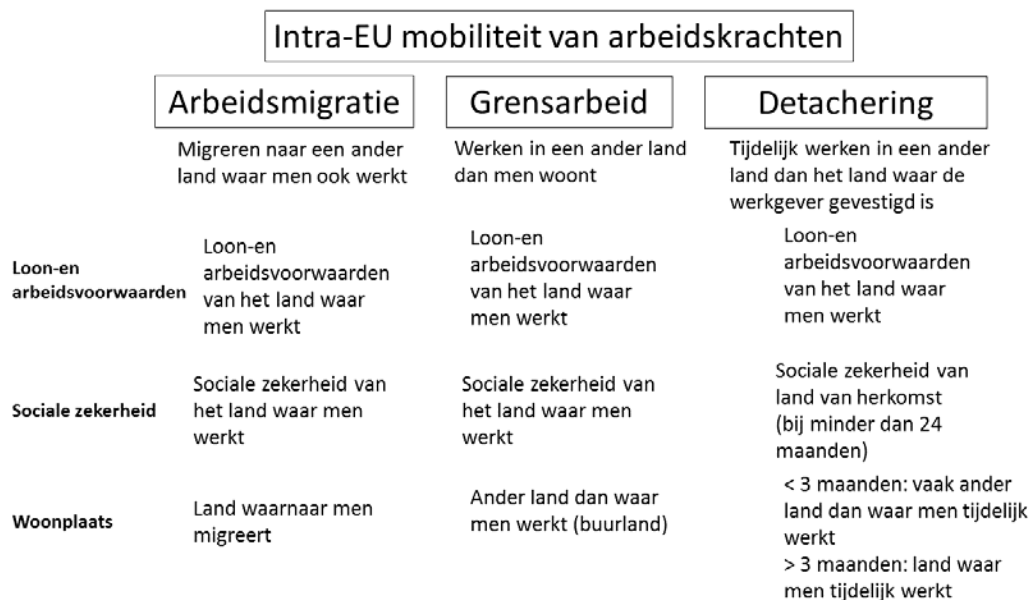 Intra-EU mobiliteit van arbeidskrachten
Arbeidsmigratie
Grensarbeid
Detachering
Migreren naar een ander
land waar men ook werkt
Werken in een ander land
dan men woont
Tijdelijk werken in een ander
land dan het land waar de
werkgever gevestigd is
Loon-en
arbeidsvoorwaarden
Loon-en
arbeidsvoorwaarden
van het land waar
men werkt
Loon-en
arbeidsvoorwaarden
van het land waar
men werkt
Loon-en
arbeidsvoorwaarden
van het land waar
men werkt
Sociale zekerheid
Sociale zekerheid van
het land waar men
werkt
Sociale zekerheid van
het land waar men
werkt
Sociale zekerheid van
land van herkomst
(bij minder dan 24
maanden)
Woonplaats
Land waarnaar men
migreert
Ander land dan waar
men werkt (buurland)
< 3 maanden: vaak ander
land dan waar men tijdelijk
werkt
> 3 maanden: land waar
men tijdelijk werkt